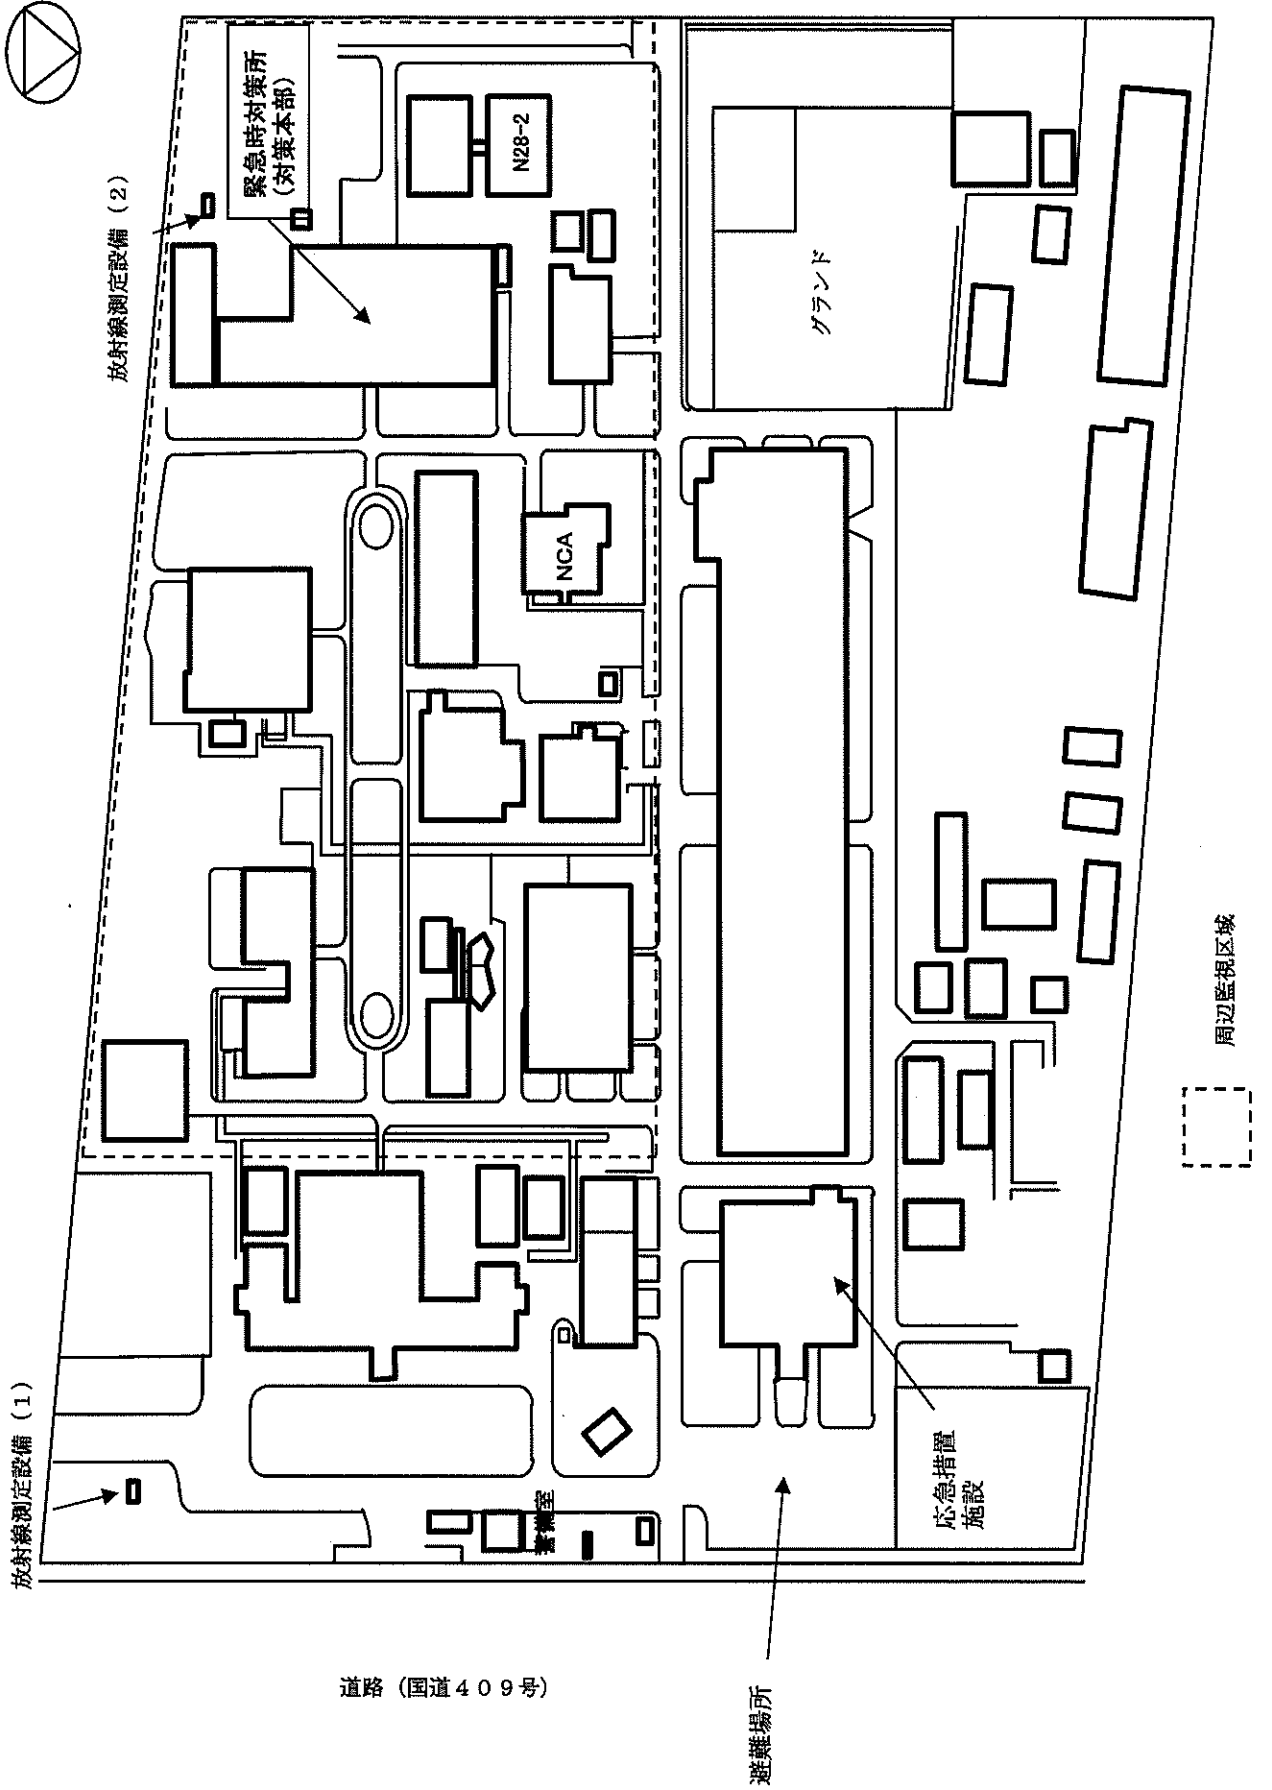 放射線測定設備（１）
放射線測定設備（２）
緊急時対策所
（対策本部）
N28-2
NCA
グランド
警備室
応急措置
施設
避難場所
道路（国道４０９号）
周辺監視区域